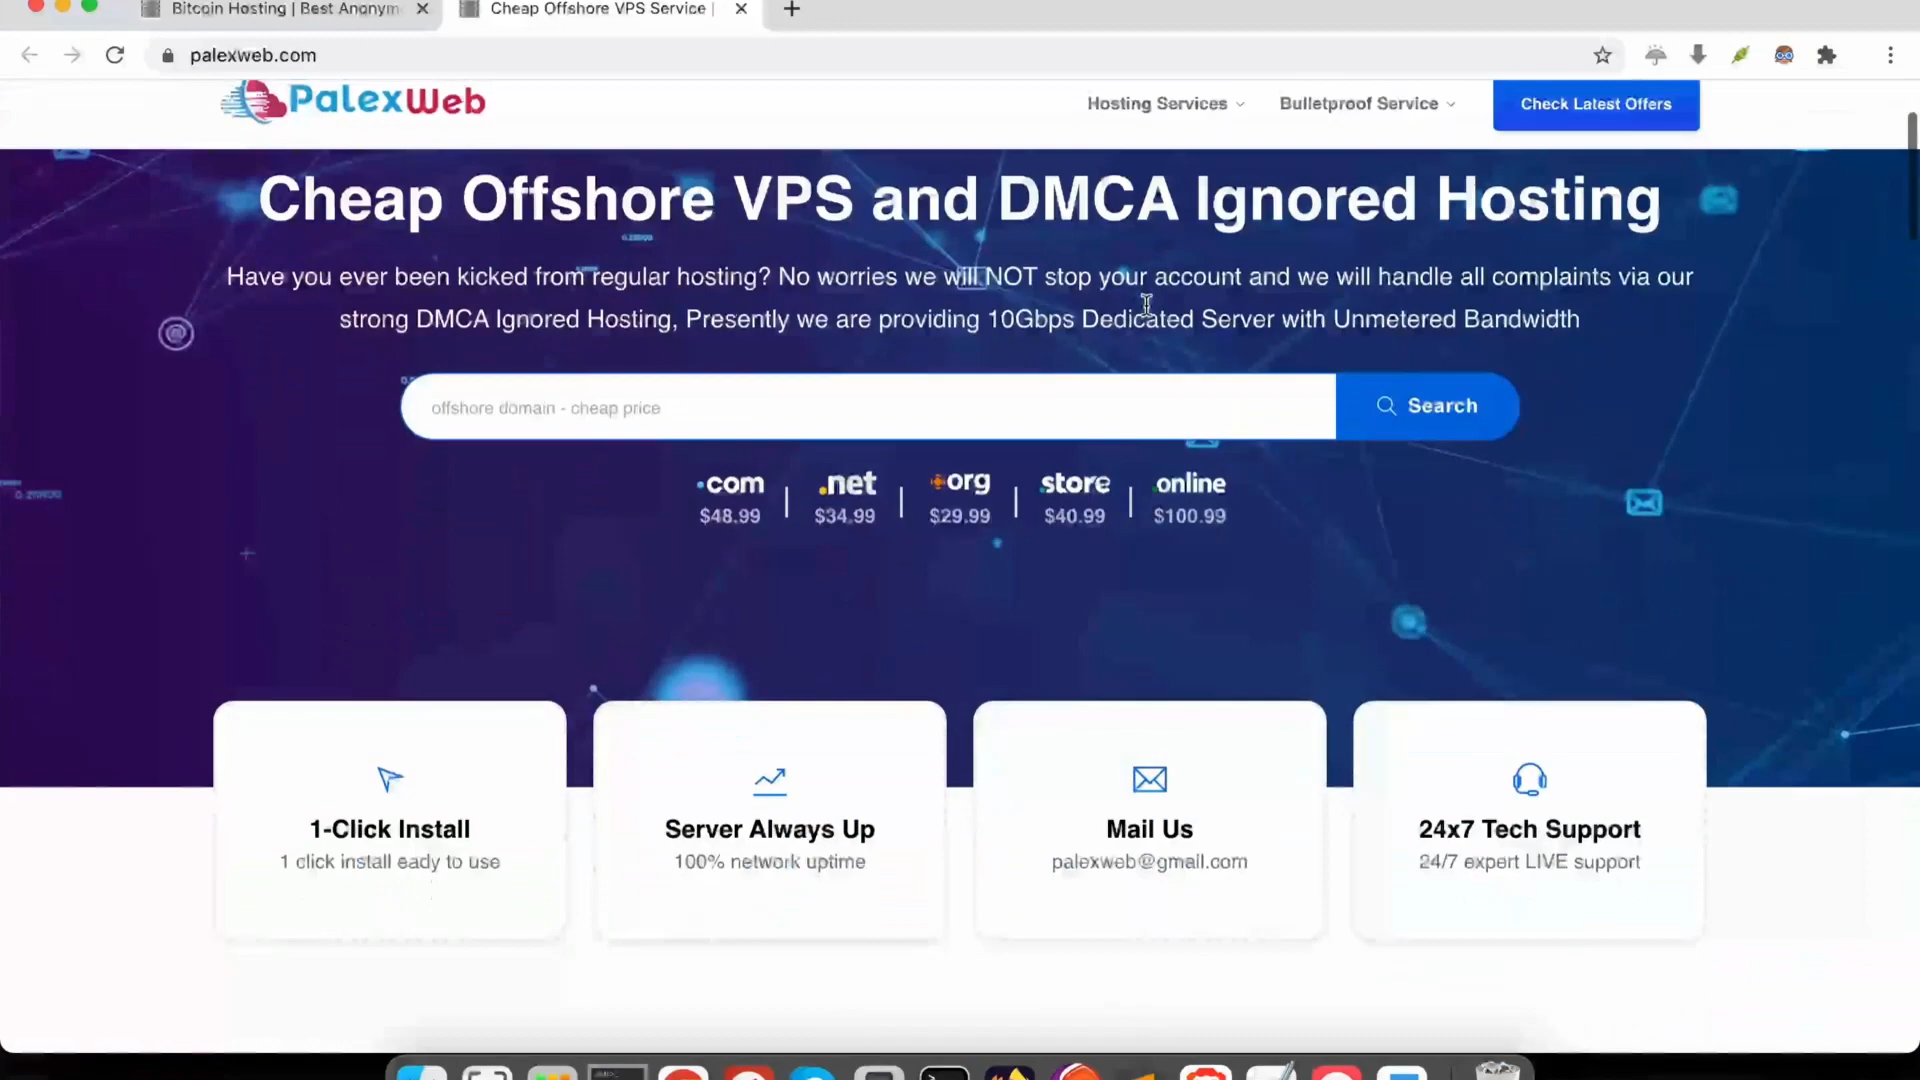 Bitcoin Hosting | Best Anonym
Cheap Offshore VPS Service |
palexweb.com
PalexWeb
Hosting Services
Bulletproof Service
Check Latest Offers
Cheap Offshore VPS and DMCA Ignored Hosting
Have you ever been kicked from regular hosting? No worries we will NOT stop your account and we will handle all complaints via our
strong DMCA Ignored Hosting, Presently we are providing 10Gbps Dedicated Server with Unmetered Bandwidth
offshore domain - cheap price
Search
.com
.net
org
.store
online
$48.99
$34.99
$29.99
$40.99
$100.99
1-Click Install
1 click install eady to use
Server Always Up
100% network uptime
Mail Us
palexweb@gmail.com
24x7 Tech Support
24/7 expert LIVE support